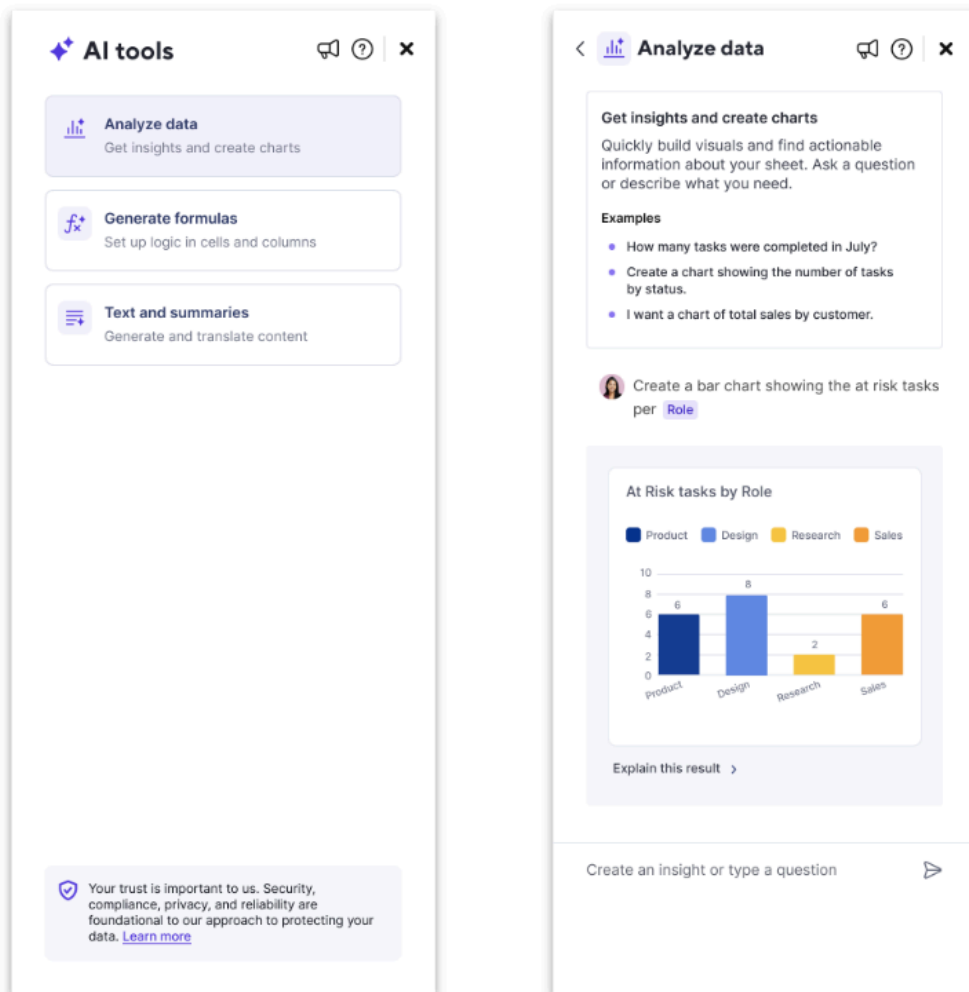 AI tools
Analyze data
Get insights and create charts
Generate formulas
Set up logic in cells and columns
Text and summaries
Generate and translate content
Your trust is important to us. Security,
compliance, privacy, and reliability are
foundational to our approach to protecting your
data. Learn more
Analyze data
Get insights and create charts
Quickly build visuals and find actionable
information about your sheet. Ask a question
or describe what you need.
Examples
How many tasks were completed in July?
Create a chart showing the number of tasks
by status.
I want a chart of total sales by customer.
Create a bar chart showing the at risk tasks
per Role
At Risk tasks by Role
Product Design Research Sales
10
8
6
4
2
0
6 8 2 6
Product Design Research Sales
Explain this result
Create an insight or type a question